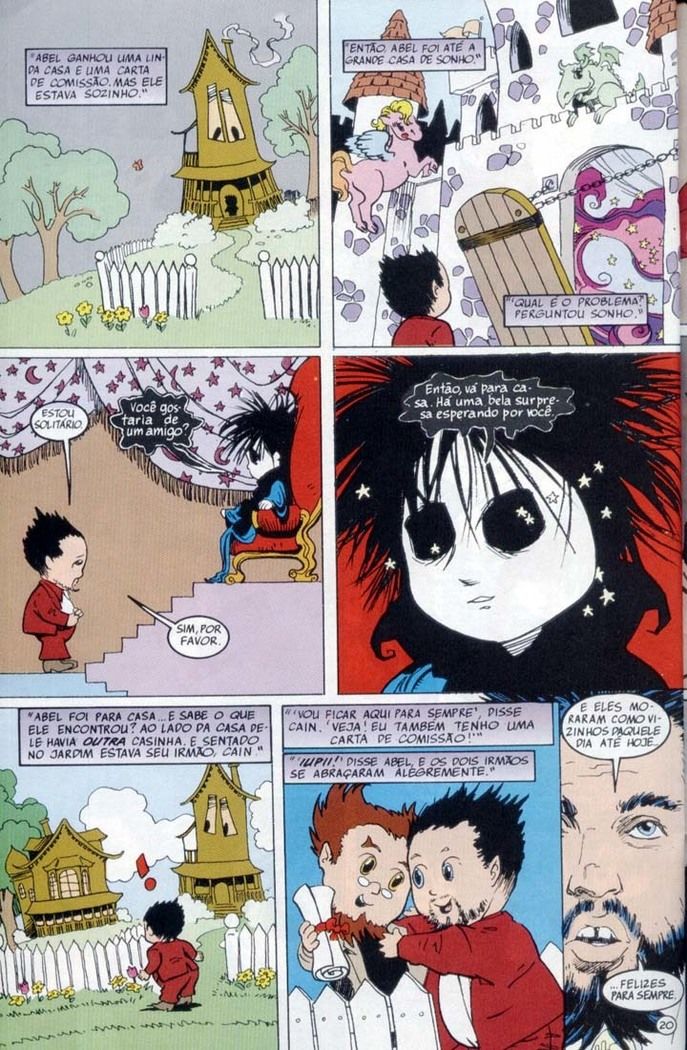 "ABEL GANHOU UMA LIN-
DA CASA E UMA CARTA
DE COMISSÃO. MAS ELE
ESTAVA SOZINHO."
"ENTÃO, ABEL FOI ATÉ A
GRANDE CASA DE SONHO."
"'QUAL É O PROBLEMA?'
PERGUNTOU SONHO."
ESTOU
SOLITÁRIO.
Você gos-
taria de
um amigo?
SIM, POR
FAVOR.
Então, vá para ca-
sa. Há uma bela surpre-
sa esperando por você.
"ABEL FOI PARA CASA... E SABE O QUE
ELE ENCONTROU? AO LADO DA CASA DE-
LE HAVIA OUTRA CASINHA. E SENTADO
NO JARDIM ESTAVA SEU IRMÃO, CAIN."
!
"'VOU FICAR AQUI PARA SEMPRE', DISSE
CAIN. 'VEJA! EU TAMBÉM TENHO UMA
CARTA DE COMISSÃO!'"
"'IUPII!' DISSE ABEL, E OS DOIS IRMÃOS
SE ABRAÇARAM ALEGREMENTE."
E ELES MO-
RARAM COMO VI-
ZINHOS DAQUELE
DIA ATÉ HOJE...
...FELIZES
PARA SEMPRE.
20